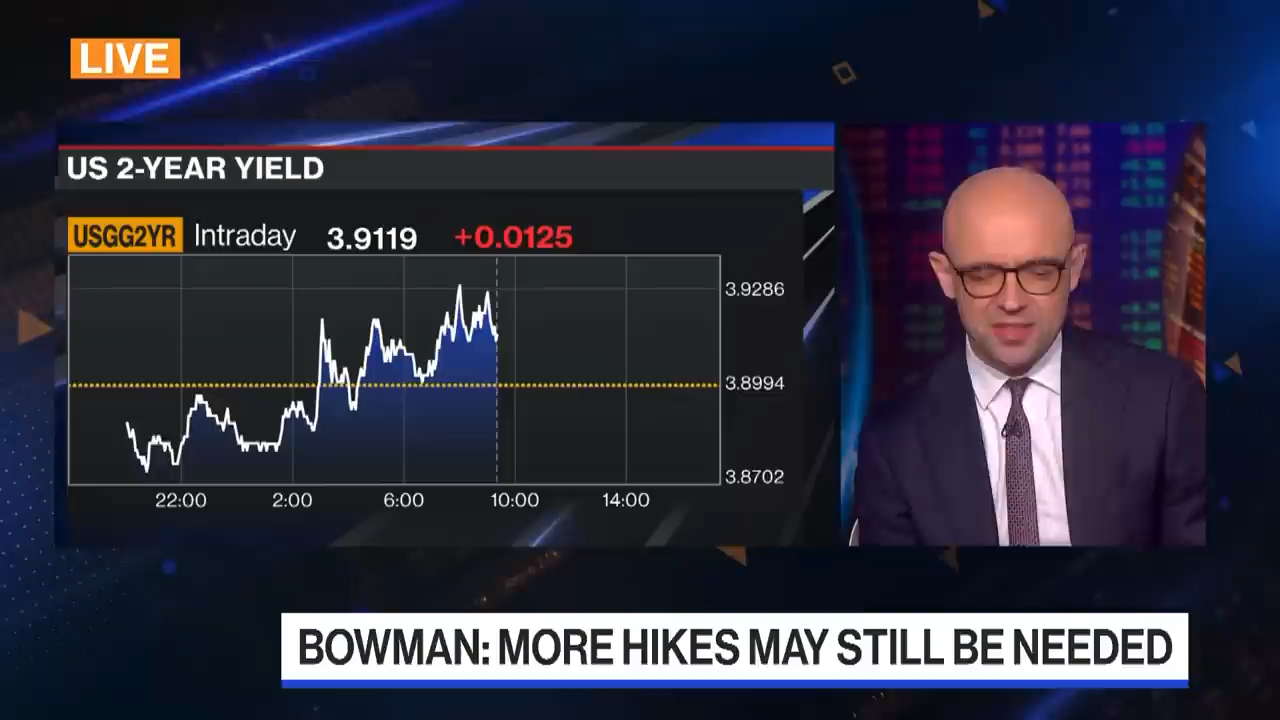 LIVE
US 2-YEAR YIELD
USGG2YR Intraday 3.9119 +0.0125
3.9286
3.8994
3.8702
22:00 2:00 6:00 10:00 14:00
BOWMAN: MORE HIKES MAY STILL BE NEEDED